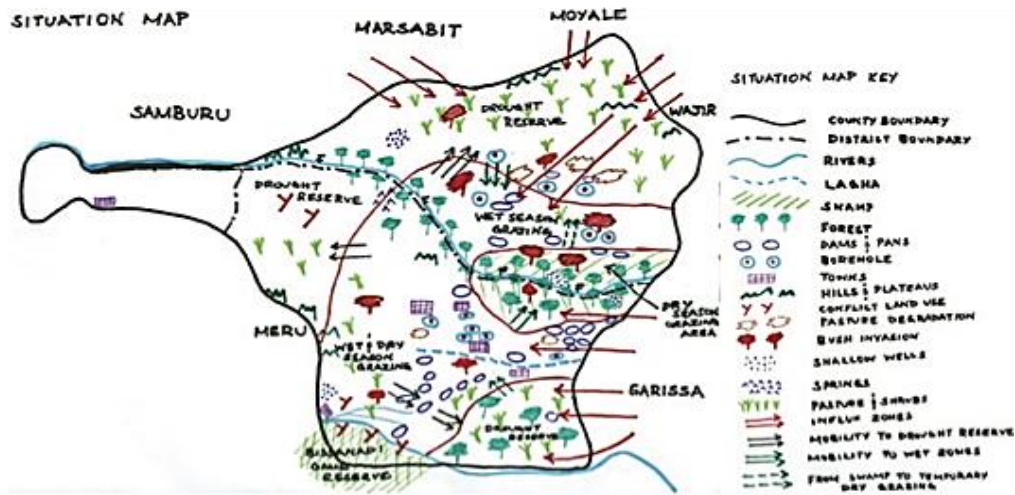 SITUATION MAP
MARSABIT
MOYALE
SAMBURU
WAJIR
DROUGHT
RESERVE
DROUGHT
RESERVE
WET SEASON
GRAZING
DRY
SEASON
GRAZING
AREA
MERU
WET & DRY
SEASON
GRAZING
GARISSA
DROUGHT
RESERVE
RESERVE
SITUATION MAP KEY
COUNTY BOUNDARY
DISTRICT BOUNDARY
RIVERS
LAGHA
SWAMP
FOREST
DAMS & PANS
BOREHOLE
TOWNS
HILLS & PLATEAUS
CONFLICT LAND USE
PASTURE DEGRADATION
BUSH INVASION
SHALLOW WELLS
SPRINGS
PASTURE & SHRUBS
INFLUX ZONES
MOBILITY TO DROUGHT RESERVE
MOBILITY TO WET ZONES
FROM SWAMP TO TEMPORARY
DRY GRAZING